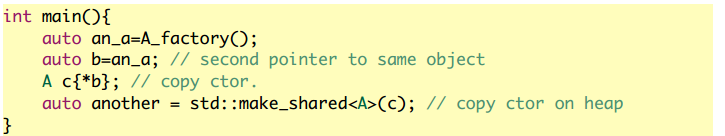 int main(){
    auto an_a=A_factory();
    auto b=an_a; // second pointer to same object
    A c{*b}; // copy ctor.
    auto another = std::make_shared<A>(c); // copy ctor on heap
}